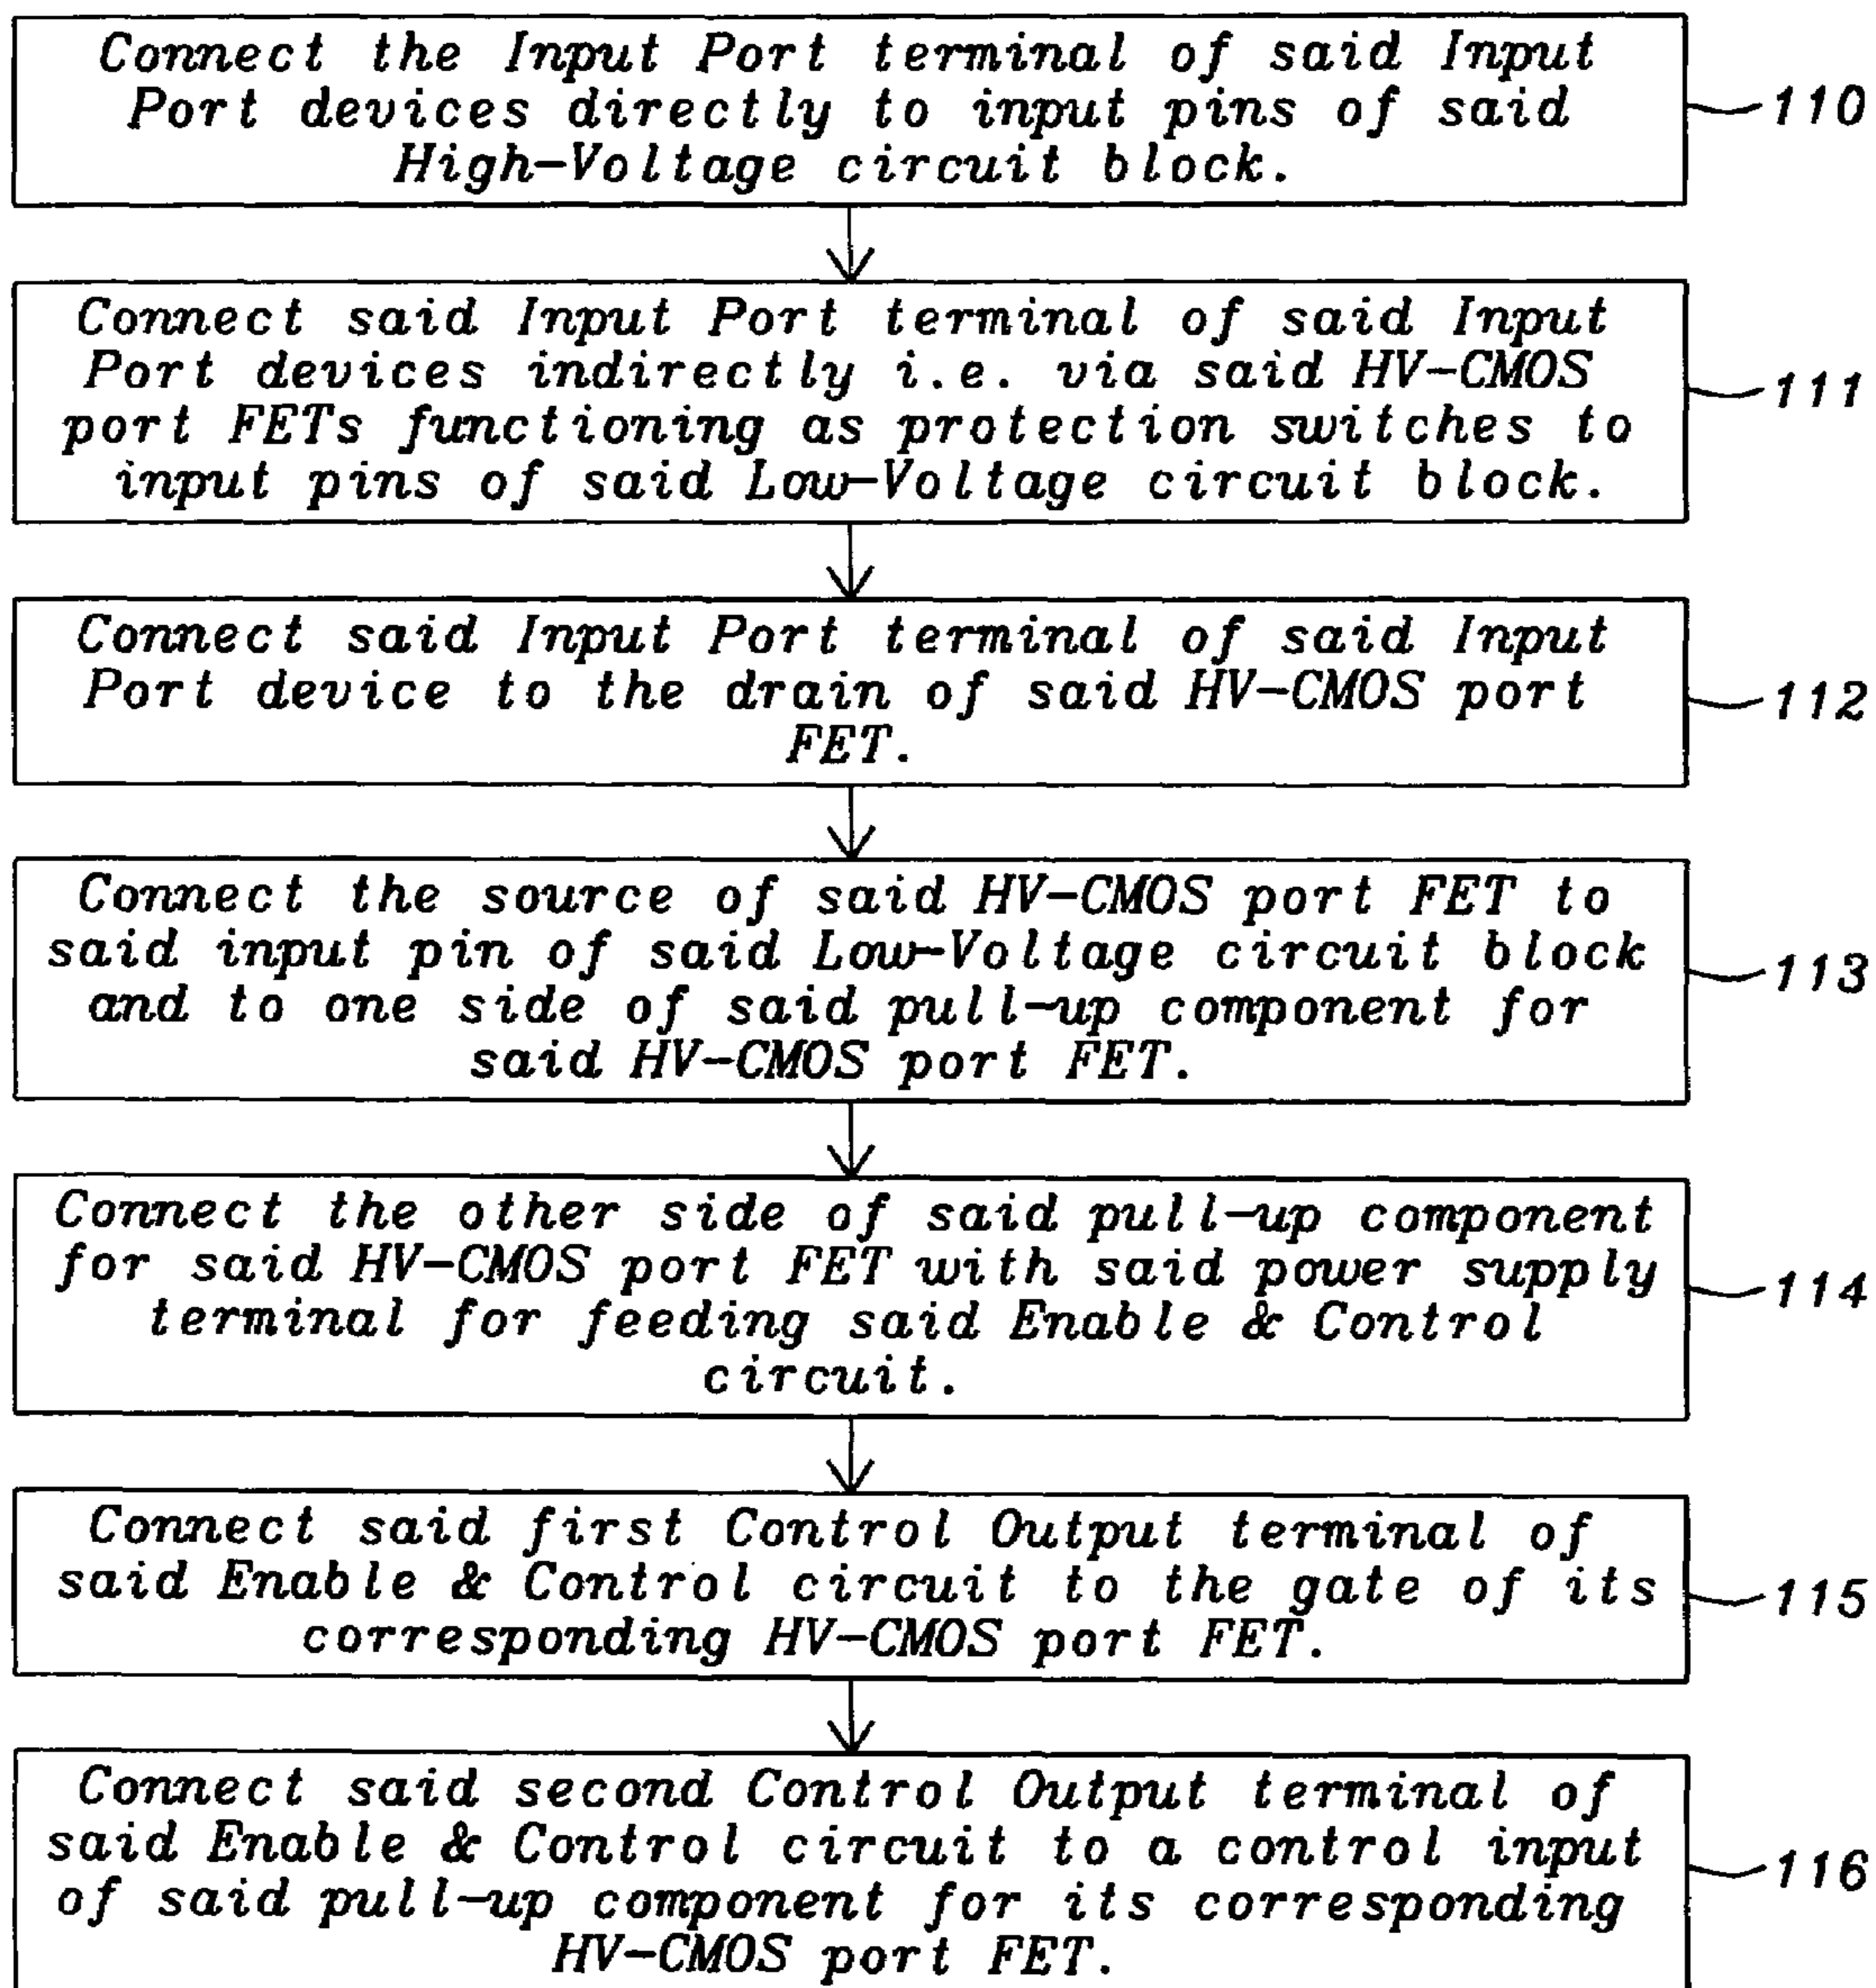 Connect the Input Port terminal of said Input
Port devices directly to input pins of said
High-Voltage circuit block.
110
Connect said Input Port terminal of said Input
Port devices indirectly i.e. via said HV-CMOS
port FETs functioning as protection switches to
input pins of said Low-Voltage circuit block.
111
Connect said Input Port terminal of said Input
Port device to the drain of said HV-CMOS port
FET.
112
Connect the source of said HV-CMOS port FET to
said input pin of said Low-Voltage circuit block
and to one side of said pull-up component for
said HV-CMOS port FET.
113
Connect the other side of said pull-up component
for said HV-CMOS port FET with said power supply
terminal for feeding said Enable & Control
circuit.
114
Connect said first Control Output terminal of
said Enable & Control circuit to the gate of its
corresponding HV-CMOS port FET.
115
Connect said second Control Output terminal of
said Enable & Control circuit to a control input
of said pull-up component for its corresponding
HV-CMOS port FET.
116